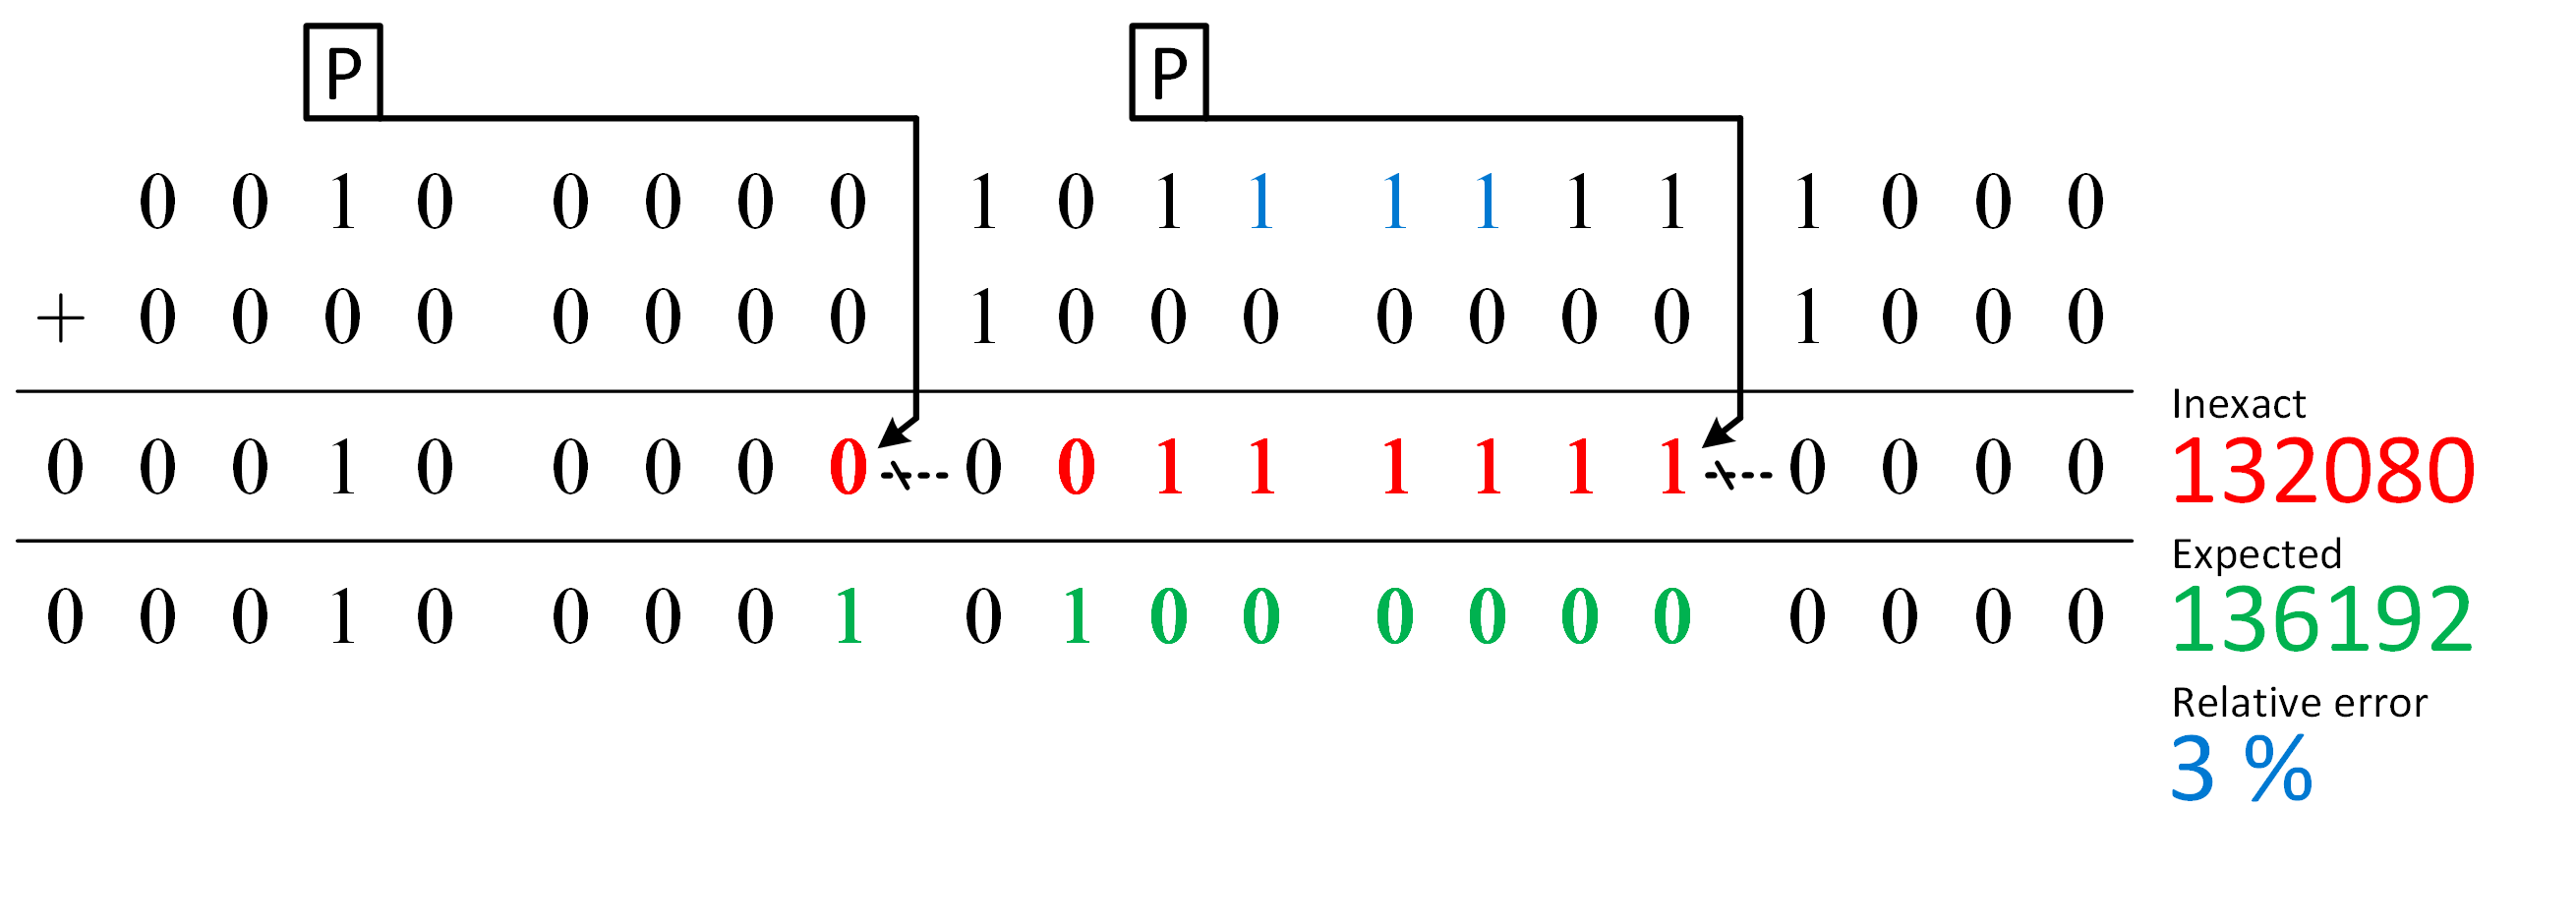 P P
0 0 1 0 0 0 0 0 1 0 1 1 1 1 1 1 1 0 0 0
+ 0 0 0 0 0 0 0 0 1 0 0 0 0 0 0 0 1 0 0 0
Inexact
0 0 0 1 0 0 0 0 0 0 0 1 1 1 1 1 1 0 0 0 0 132080
Expected
0 0 0 1 0 0 0 0 1 0 1 0 0 0 0 0 0 0 0 0 0 136192
Relative error
3 %